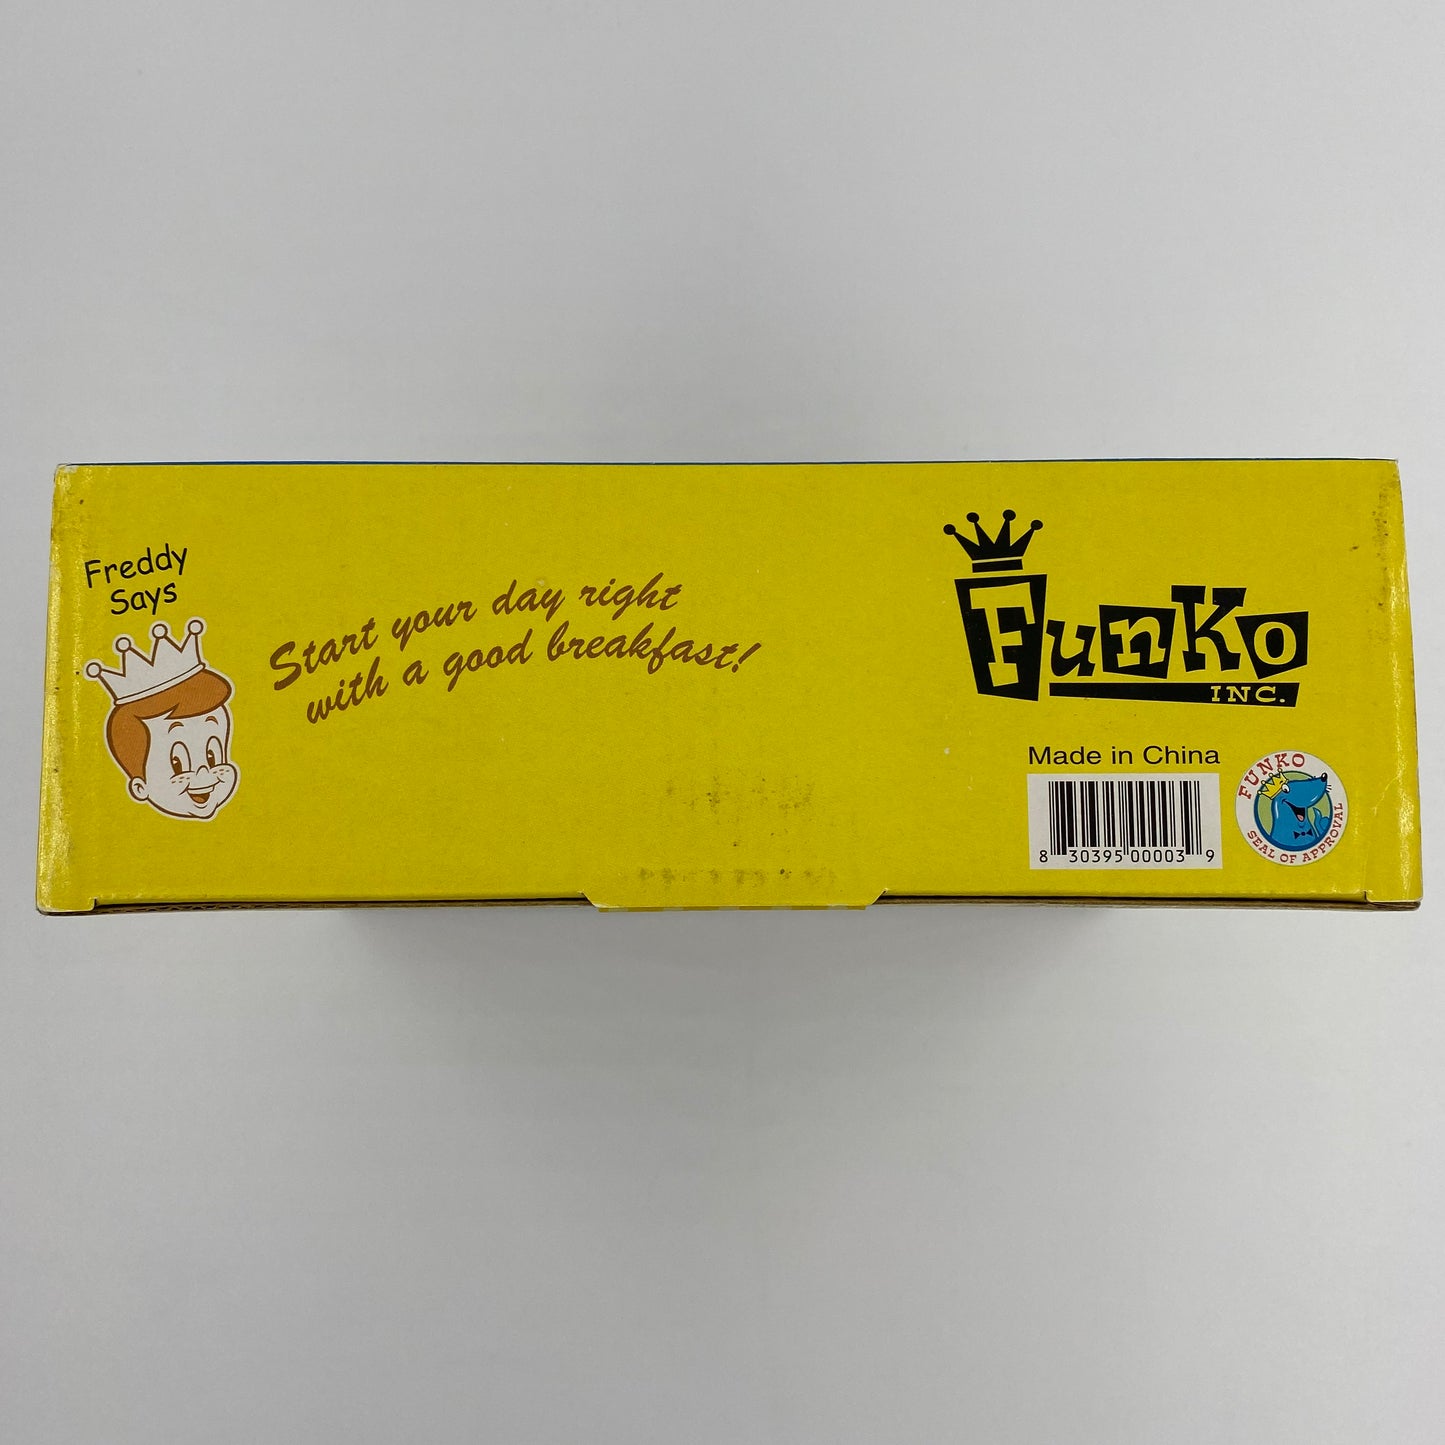 Freddy
Says
Start your day right
with a good breakfast!
Funko
INC.
Made in China
8 30395 00003 9
FUNKO
SEAL OF APPROVAL